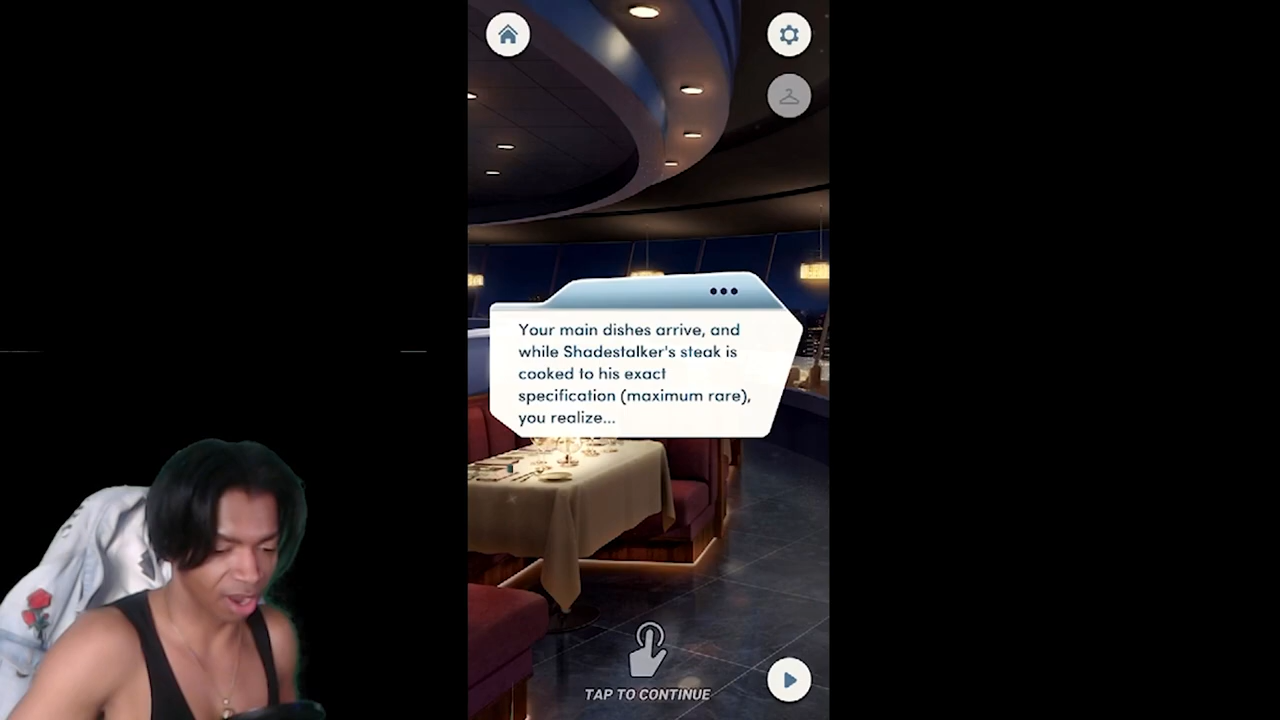 Your main dishes arrive, and
while Shadestalker's steak is
cooked to his exact
specification (maximum rare),
you realize...
TAP TO CONTINUE